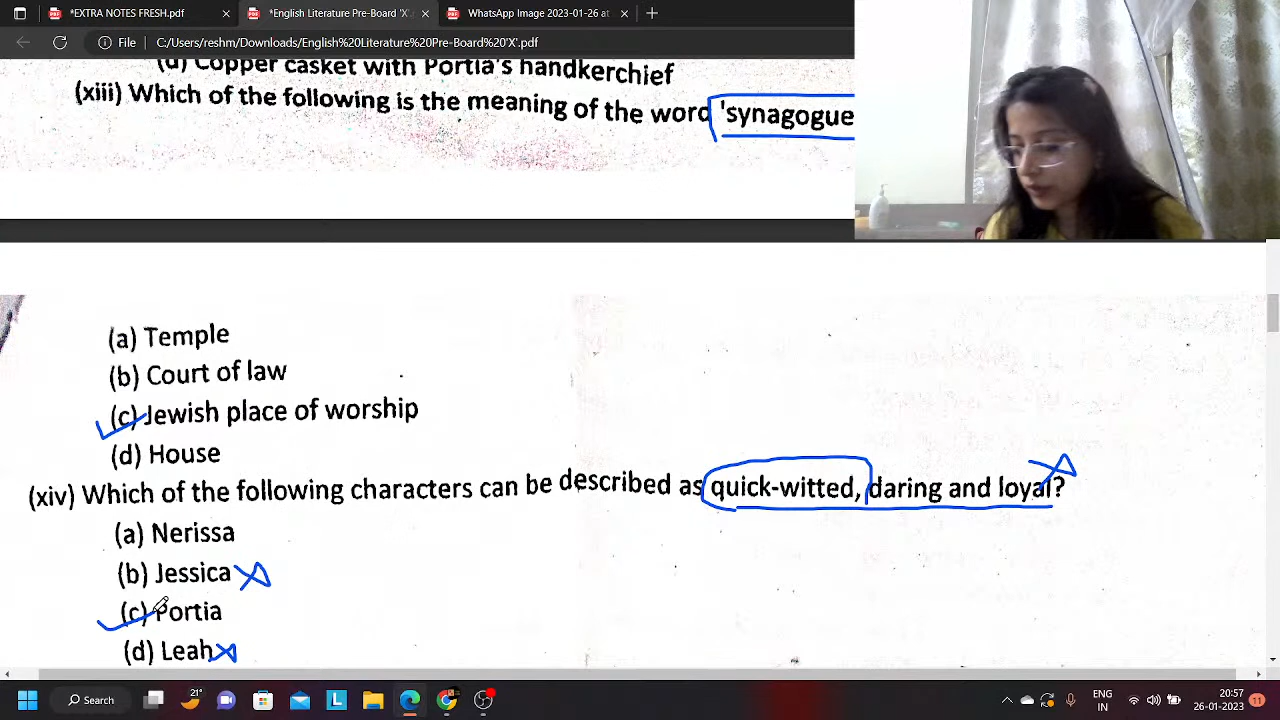 *EXTRA NOTES FRESH.pdf
*English Literature Pre-Board 'X'.
WhatsApp Image 2023-01-26 at
File
C:/Users/reshm/Downloads/English%20Literature%20Pre-Board%20'X'.pdf
(d) Copper casket with Portia's handkerchief
(xiii) Which of the following is the meaning of the word 'synagogue
(a) Temple
(b) Court of law
(c) Jewish place of worship
(d) House
(xiv) Which of the following characters can be described as quick-witted, daring and loyal?
(a) Nerissa
(b) Jessica
(c) Portia
(d) Leah
Search
21°
ENG
IN
20:57
26-01-2023
11